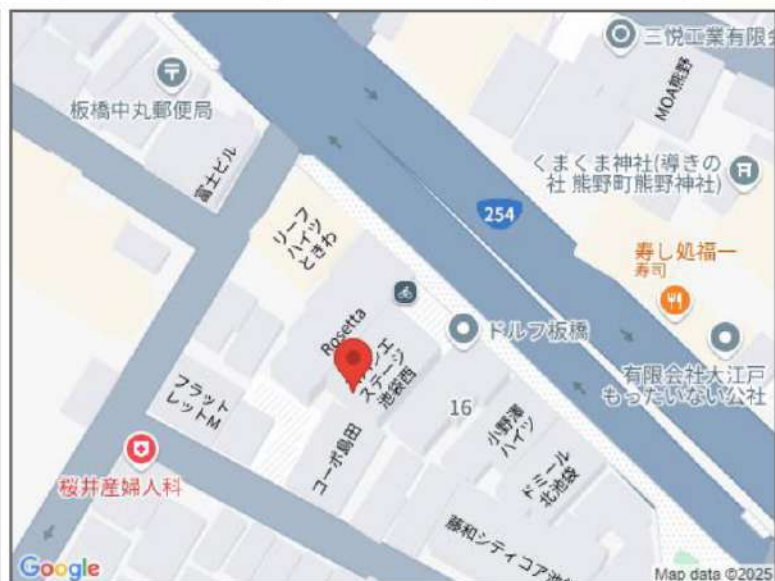 三悦工業有限会
板橋中丸郵便局
MOA熊野
富士ビル
くまくま神社(導きの
社 熊野町熊野神社)
254
リーフ
ハイツ
ときわ
寿し処福一
寿司
Rosetta
ドルフ板橋
ステージ
池袋西
有限会社大江戸
もったいない公社
フラット
レットM
16
小野澤
ハイツ
コーポ島田
ルーミー
北池袋
桜井産婦人科
藤和シティコア池
Google
Map data ©2025